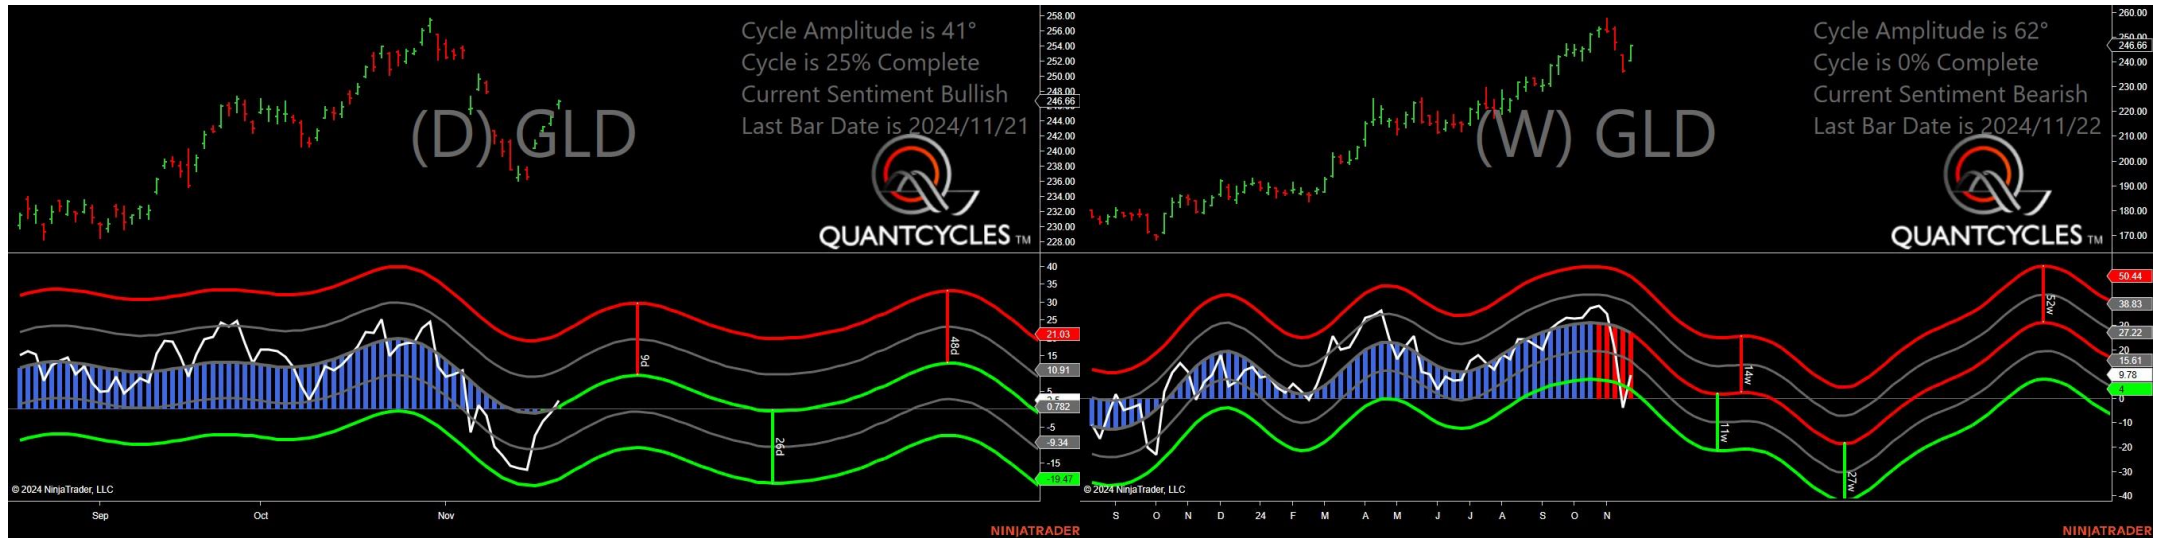 Cycle Amplitude is 41°
Cycle is 25% Complete
Current Sentiment Bullish
Last Bar Date is 2024/11/21
(D) GLD
QUANTCYCLES TM
258.00
256.00
254.00
252.00
250.00
248.00
246.66
244.00
242.00
240.00
238.00
236.00
234.00
232.00
230.00
228.00
40
35
30
25
21.03
15
10.91
5
0.782
-5
-9.34
-15
-19.47
9d
26d
48d
© 2024 NinjaTrader, LLC
Sep Oct Nov
NINJATRADER
Cycle Amplitude is 62°
Cycle is 0% Complete
Current Sentiment Bearish
Last Bar Date is 2024/11/22
(W) GLD
QUANTCYCLES TM
260.00
250.00
246.66
240.00
230.00
220.00
210.00
200.00
190.00
180.00
170.00
50.44
38.83
30
27.22
20
15.61
9.78
4
0
-10
-20
-30
-40
11w
14w
27w
52w
© 2024 NinjaTrader, LLC
S O N D 24 F M A M J J A S O N
NINJATRADER